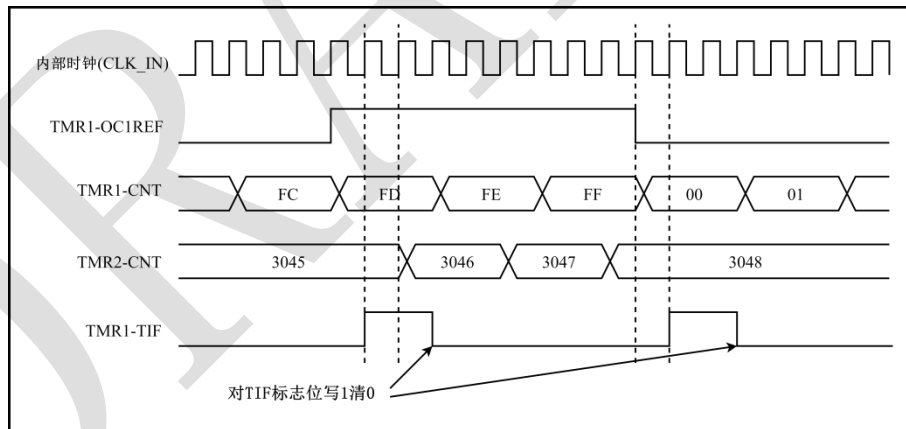 内部时钟(CLK_IN)
TMR1-OC1REF
TMR1-CNT FC FD FE FF 00 01
TMR2-CNT 3045 3046 3047 3048
TMR1-TIF
对TIF标志位写1清0